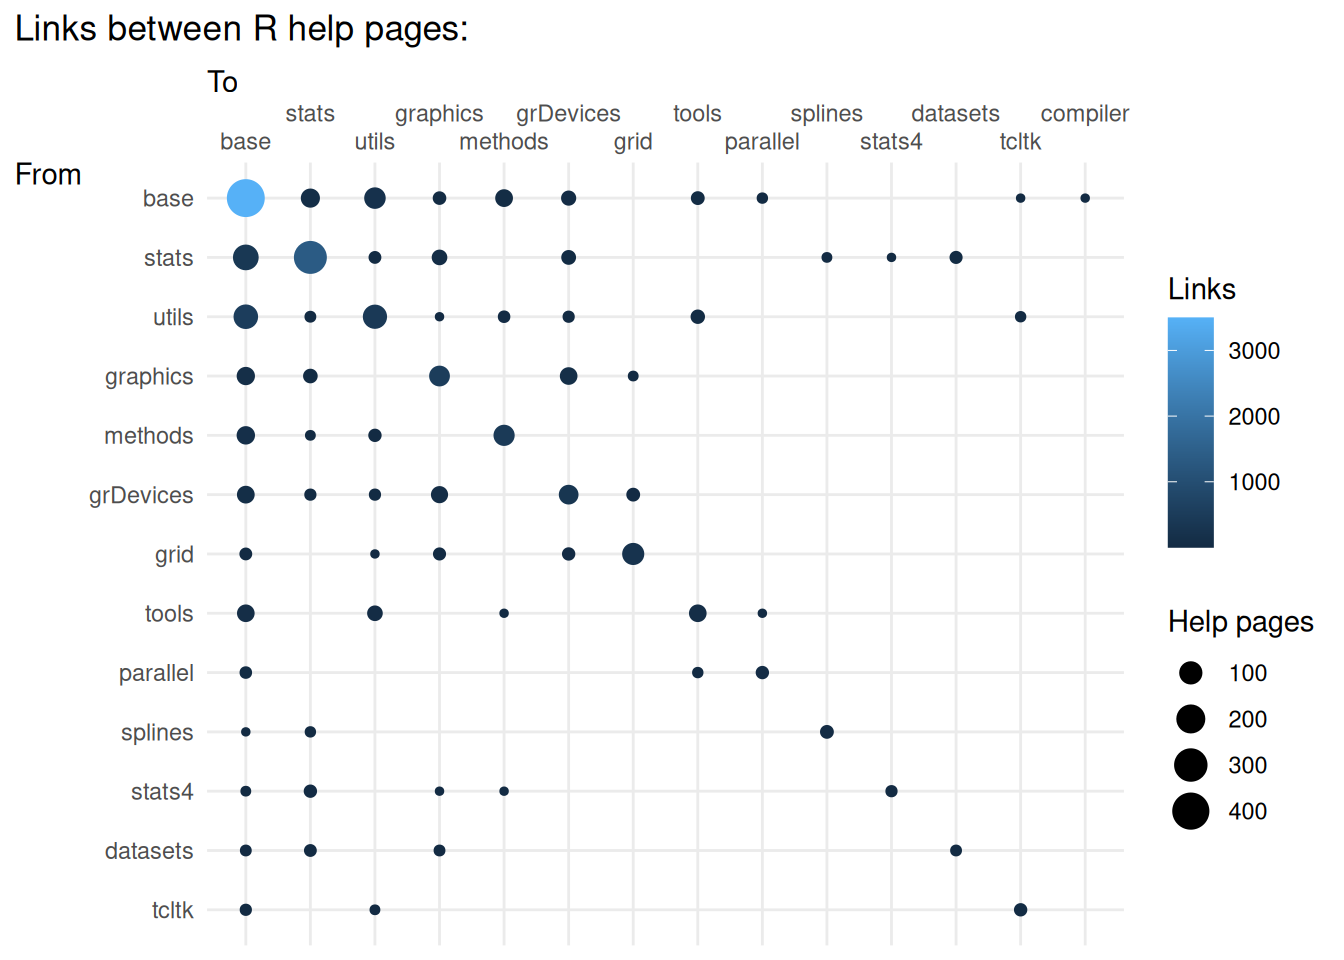 Links between R help pages:
To
stats graphics grDevices tools splines datasets compiler
base utils methods grid parallel stats4 tcltk
From
base
stats
utils
graphics
methods
grDevices
grid
tools
parallel
splines
stats4
datasets
tcltk
Links
3000
2000
1000
Help pages
100
200
300
400